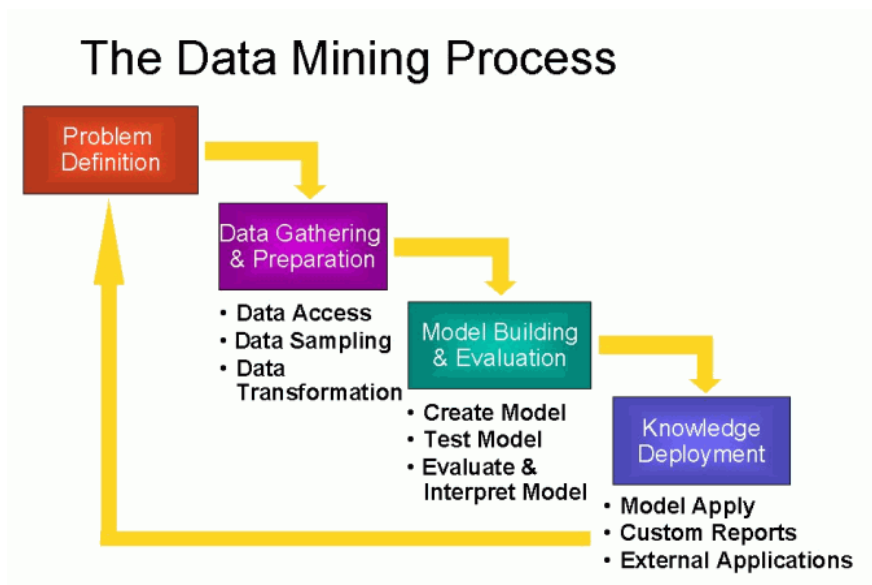 The Data Mining Process
Problem
Definition
Data Gathering
& Preparation
• Data Access
• Data Sampling
• Data
Transformation
Model Building
& Evaluation
• Create Model
• Test Model
• Evaluate &
Interpret Model
Knowledge
Deployment
• Model Apply
• Custom Reports
• External Applications